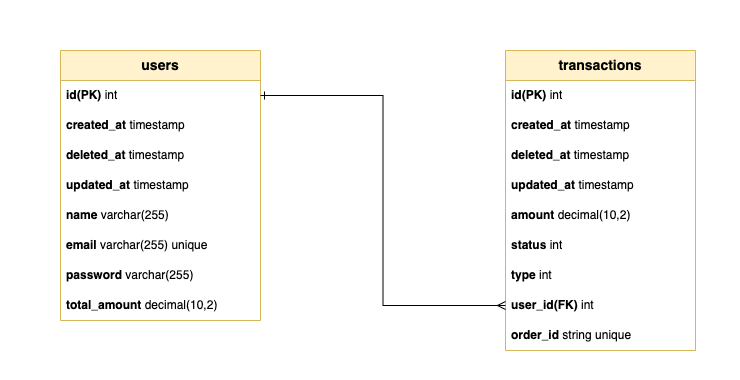 users
id(PK) int
created_at timestamp
deleted_at timestamp
updated_at timestamp
name varchar(255)
email varchar(255) unique
password varchar(255)
total_amount decimal(10,2)
transactions
id(PK) int
created_at timestamp
deleted_at timestamp
updated_at timestamp
amount decimal(10,2)
status int
type int
user_id(FK) int
order_id string unique